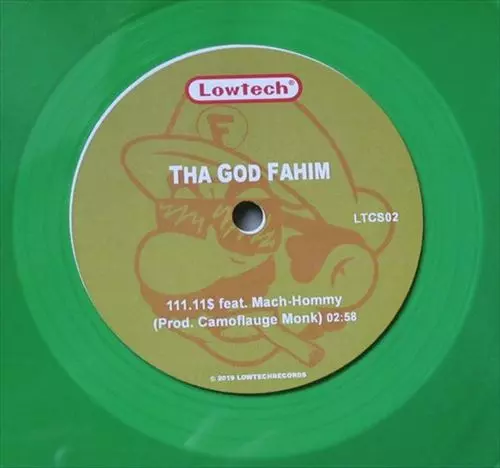 Lowtech®
F
THA GOD FAHIM
LTCS02
111.11$ feat. Mach-Hommy
(Prod. Camoflauge Monk) 02:58
© 2019 LOWTECHRECORDS